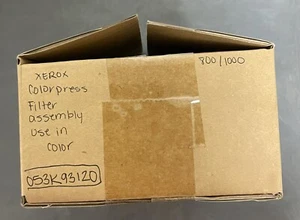 XEROX
Colorpress
Filter
assembly
use in
color
053K93120
800/1000